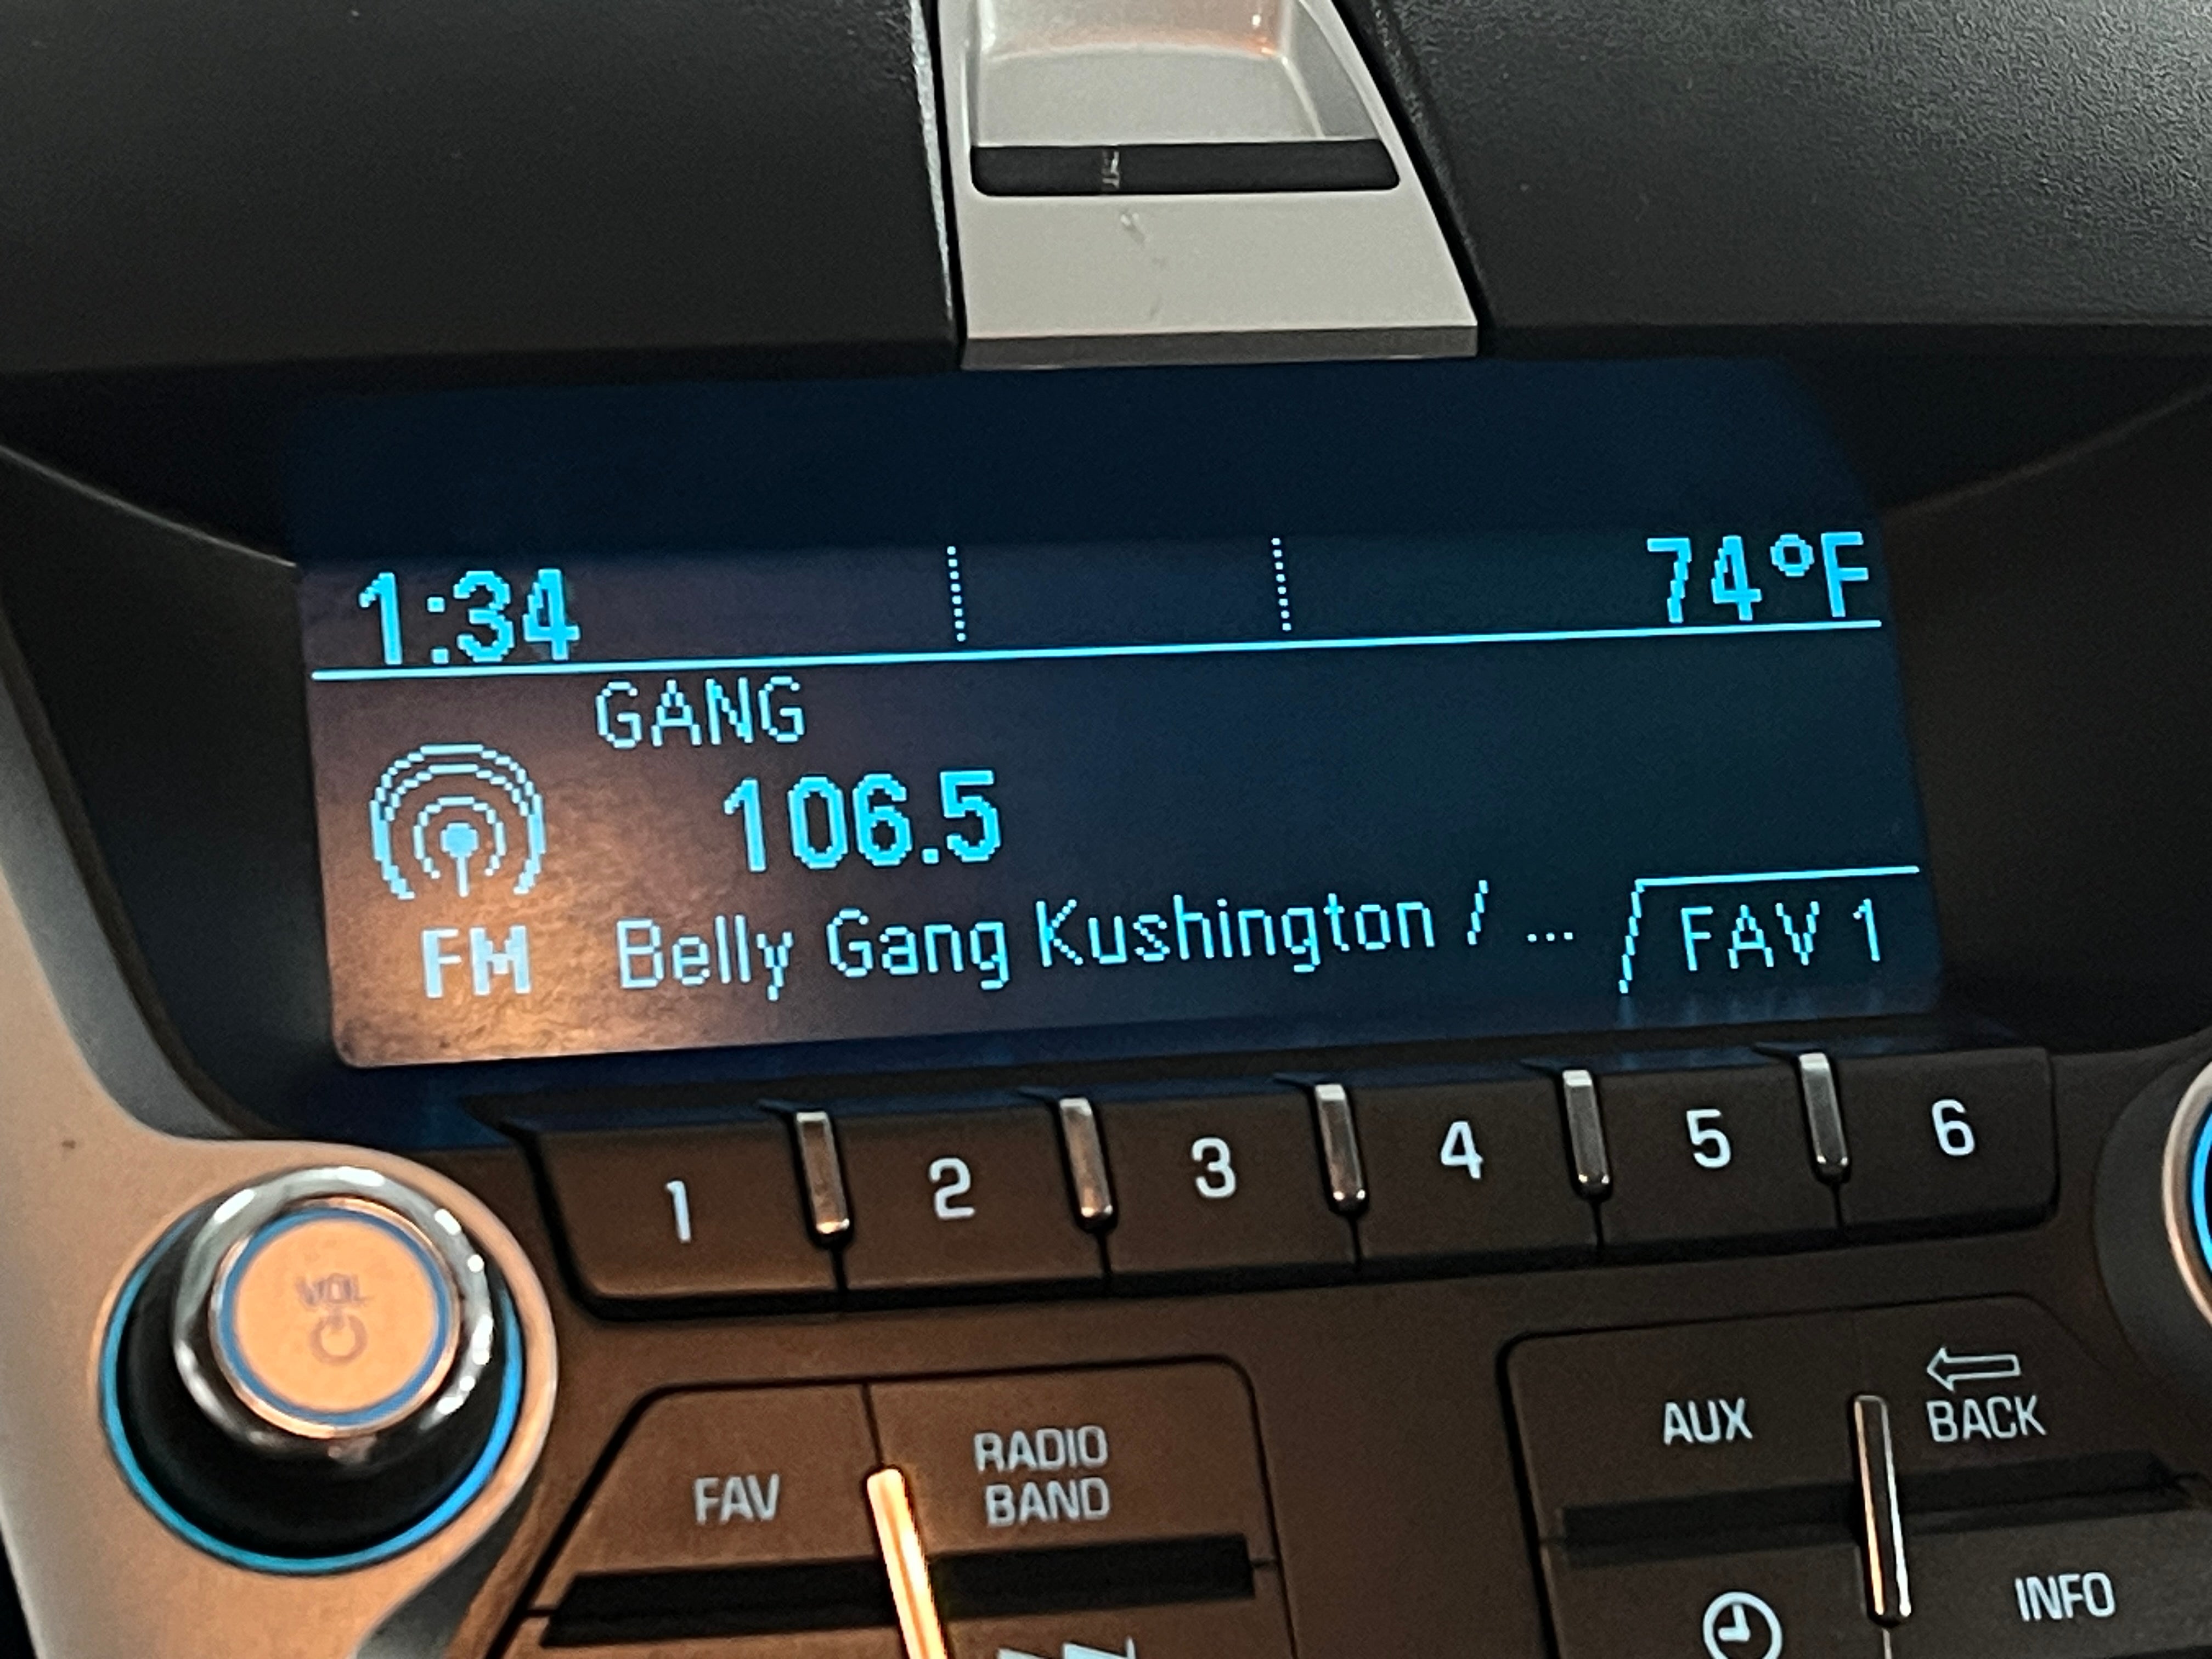 1:34 74°F
GANG
106.5
FM Belly Gang Kushington / ... FAV 1
1 2 3 4 5 6
VOL
FAV RADIO BAND
AUX BACK
INFO